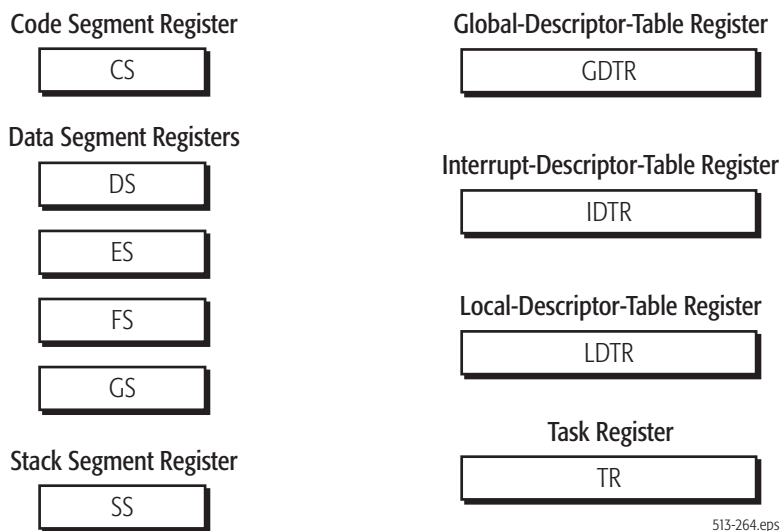 Code Segment Register
CS
Data Segment Registers
DS
ES
FS
GS
Stack Segment Register
SS
Global-Descriptor-Table Register
GDTR
Interrupt-Descriptor-Table Register
IDTR
Local-Descriptor-Table Register
LDTR
Task Register
TR
513-264.eps